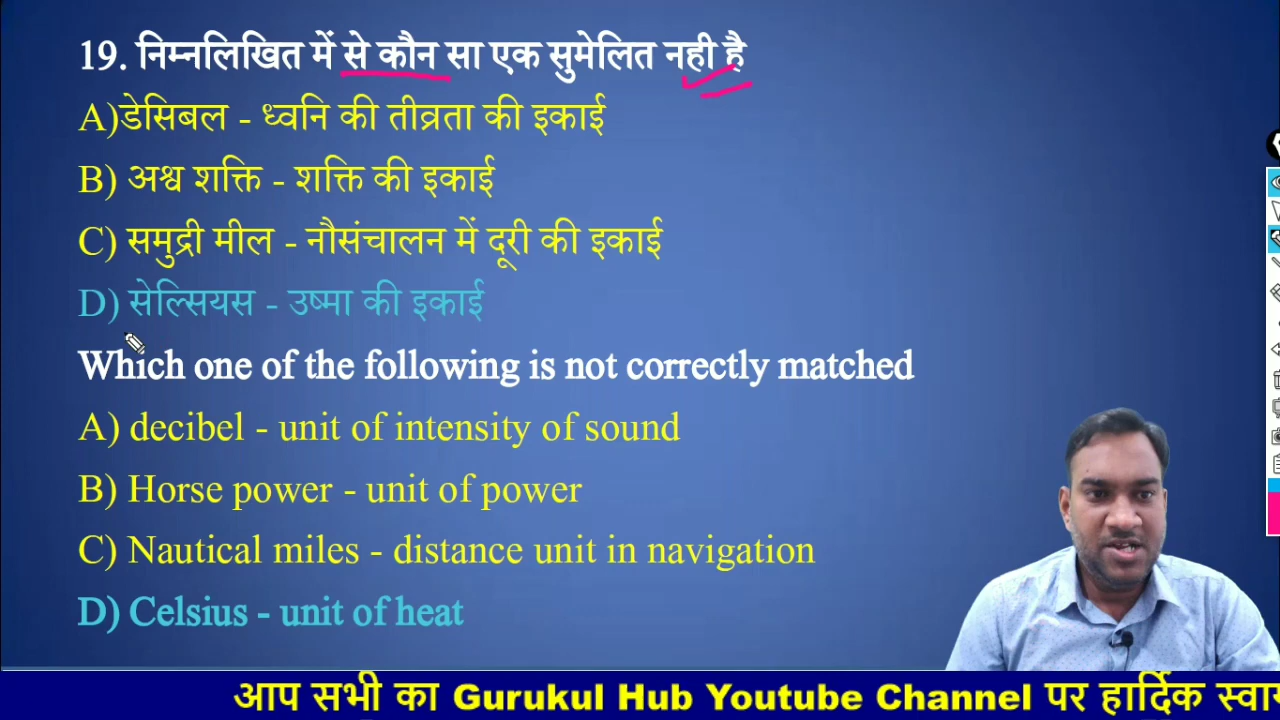 19. निम्नलिखित में से कौन सा एक सुमेलित नही है
A)डेसिबल - ध्वनि की तीव्रता की इकाई
B) अश्व शक्ति - शक्ति की इकाई
C) समुद्री मील - नौसंचालन में दूरी की इकाई
D) सेल्सियस - उष्मा की इकाई
Which one of the following is not correctly matched
A) decibel - unit of intensity of sound
B) Horse power - unit of power
C) Nautical miles - distance unit in navigation
D) Celsius - unit of heat
आप सभी का Gurukul Hub Youtube Channel पर हार्दिक